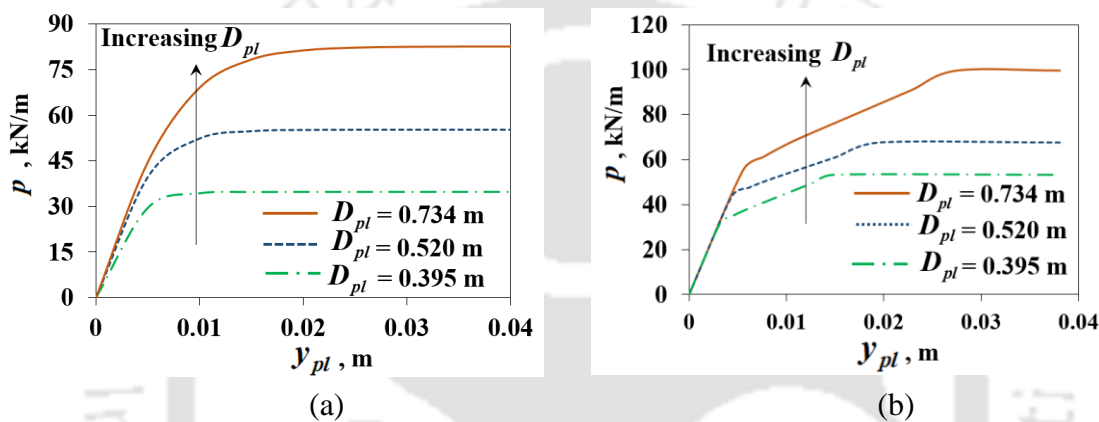 90
75
60
45
30
15
0
p , kN/m
Increasing D_pl
D_pl = 0.734 m
D_pl = 0.520 m
D_pl = 0.395 m
0 0.01 0.02 0.03 0.04
y_pl , m
(a)
120
100
80
60
40
20
0
p , kN/m
Increasing D_pl
D_pl = 0.734 m
D_pl = 0.520 m
D_pl = 0.395 m
0 0.01 0.02 0.03 0.04
y_pl , m
(b)